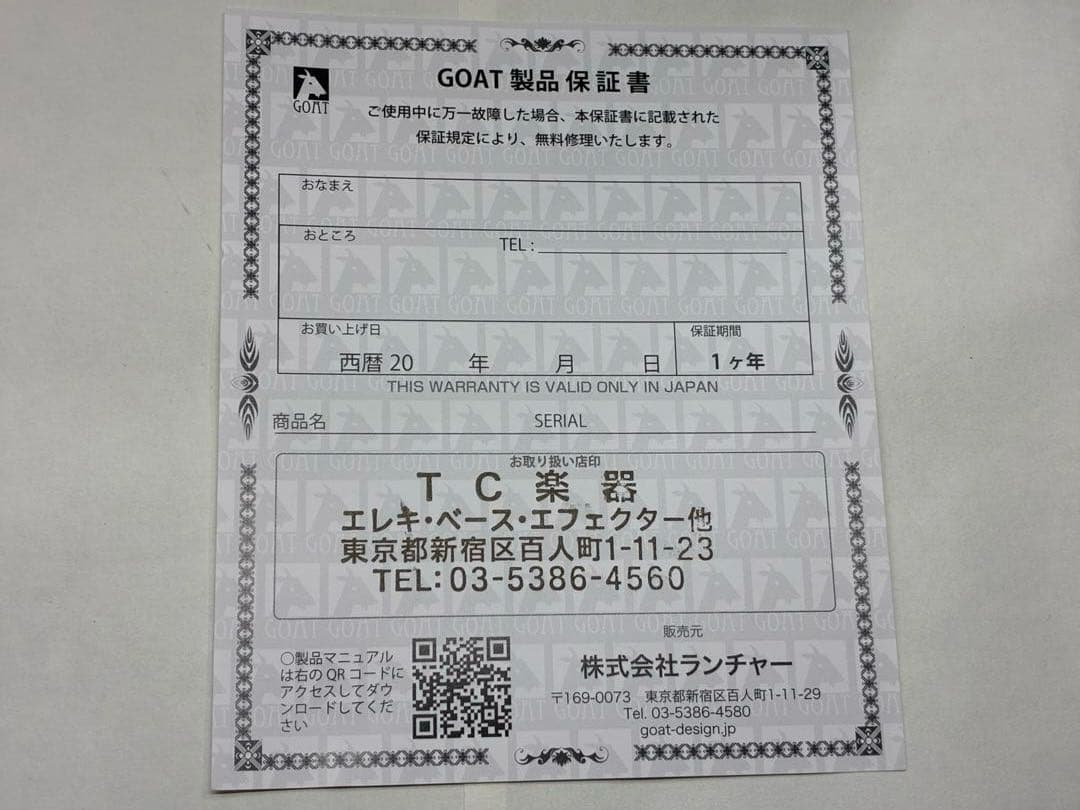 GOAT
GOAT 製品保証書
ご使用中に万一故障した場合、本保証書に記載された
保証規定により、無料修理いたします。
おなまえ
おところ
TEL :
お買い上げ日
保証期間
西暦 20　　年　　月　　日
1ヶ年
THIS WARRANTY IS VALID ONLY IN JAPAN
商品名　　SERIAL
お取り扱い店印
TC楽器
エレキ・ベース・エフェクター他
東京都新宿区百人町1-11-23
TEL:03-5386-4560
〇製品マニュアル
は右の QR コードに
アクセスしてダウ
ンロードしてくだ
さい
販売元
株式会社ランチャー
〒169-0073　東京都新宿区百人町1-11-29
Tel. 03-5386-4580
goat-design.jp